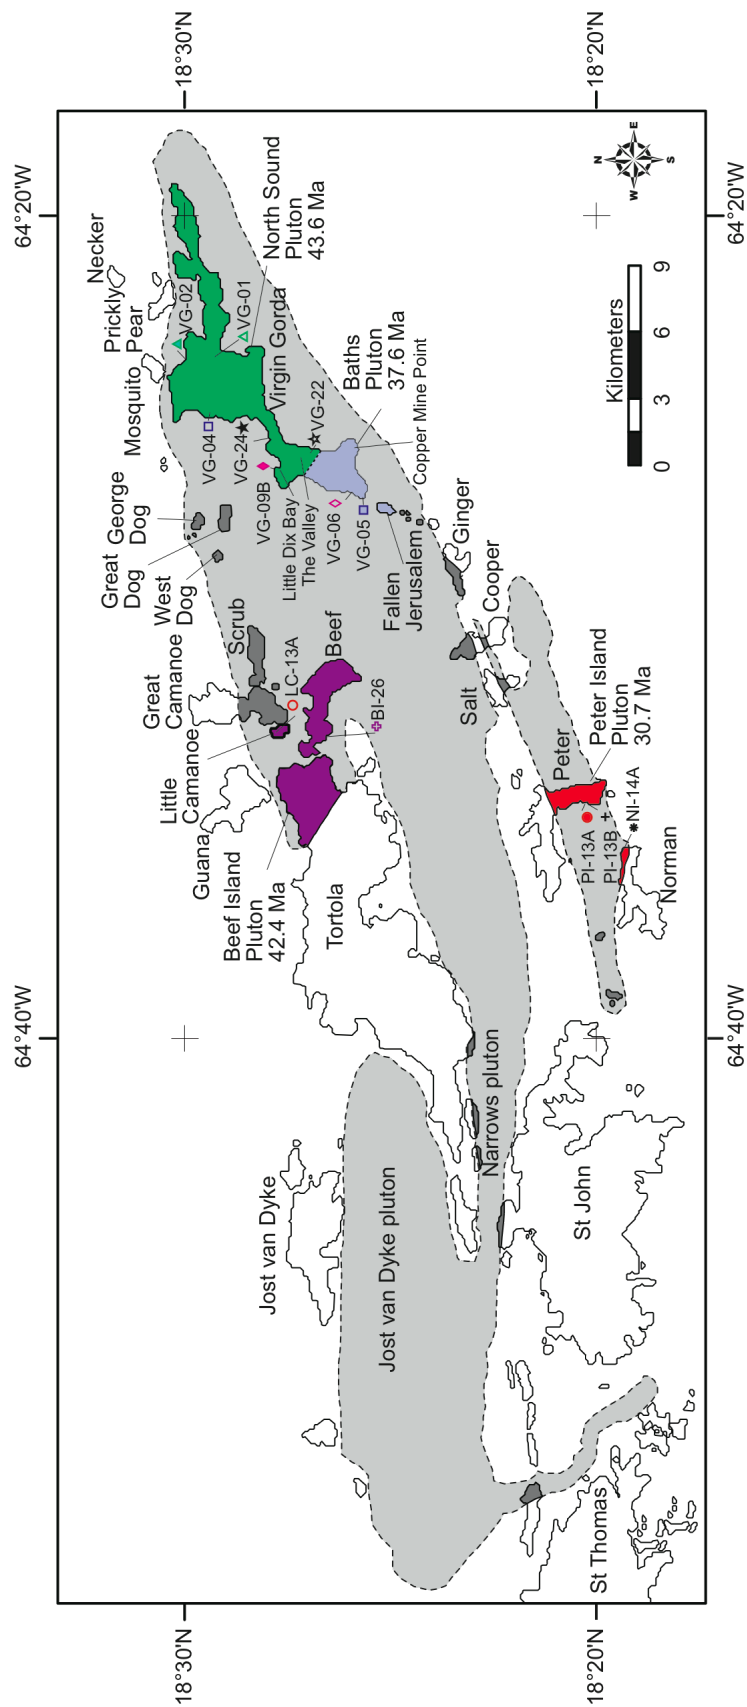 64°40'W
64°20'W
18°30'N
18°30'N
Jost van Dyke
Guana
Little
Camanoe
Great
Camanoe
Scrub
West
Dog
Great
Dog
George
Dog
Mosquito
Prickly
Pear
Necker
VG-02
VG-01
VG-04
VG-24
VG-09B
Virgin Gorda
North Sound
Pluton
43.6 Ma
Little Dix Bay
The Valley
VG-22
Baths
Pluton
37.6 Ma
Copper Mine Point
VG-06
VG-05
Fallen
Jerusalem
LC-13A
Beef
BI-26
Beef Island
Pluton
42.4 Ma
Tortola
Jost van Dyke pluton
Narrows pluton
Ginger
Cooper
Salt
Peter
Peter Island
Pluton
30.7 Ma
PI-13A
PI-13B
NI-14A
Norman
St John
St Thomas
Kilometers
0
3
6
9
N
E
S
W
18°20'N
18°20'N
64°40'W
64°20'W